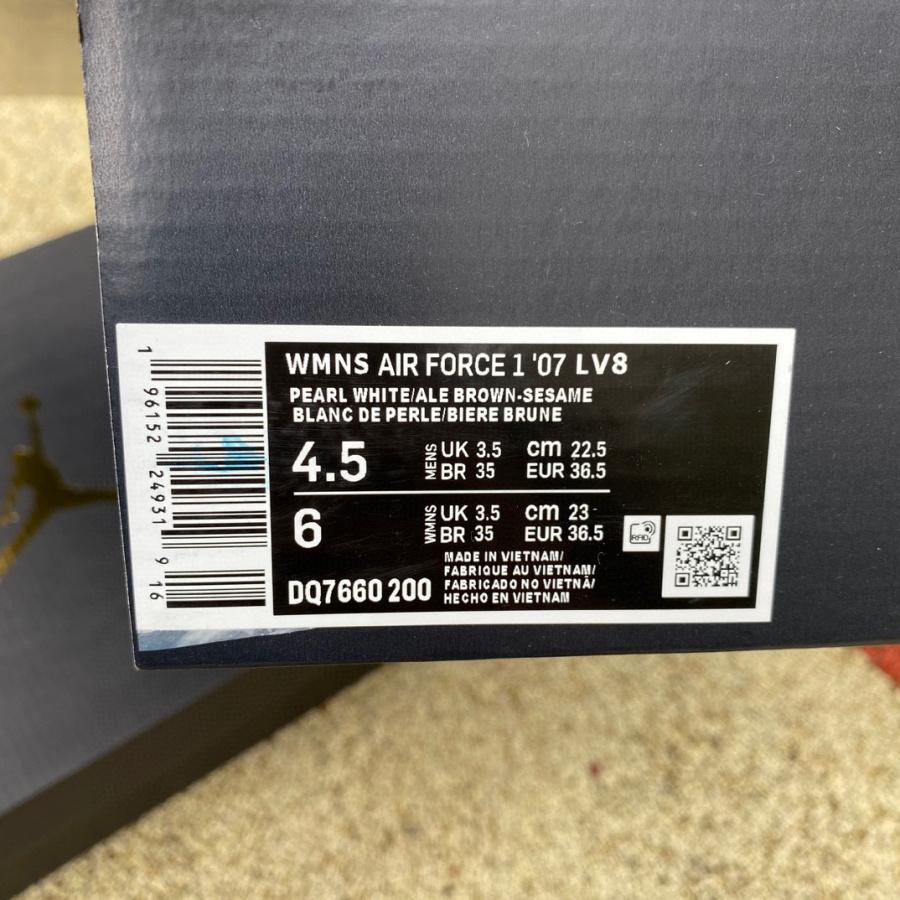 WMNS AIR FORCE 1 '07 LV8
PEARL WHITE/ALE BROWN-SESAME
BLANC DE PERLE/BIERE BRUNE
4.5 MENS UK 3.5 cm 22.5
BR 35 EUR 36.5
6 WMNS UK 3.5 cm 23
BR 35 EUR 36.5
RFID
MADE IN VIETNAM/
FABRIQUE AU VIETNAM/
DQ7660 200 FABRICADO NO VIETNÃ/
HECHO EN VIETNAM
1 96152 24931 9 16